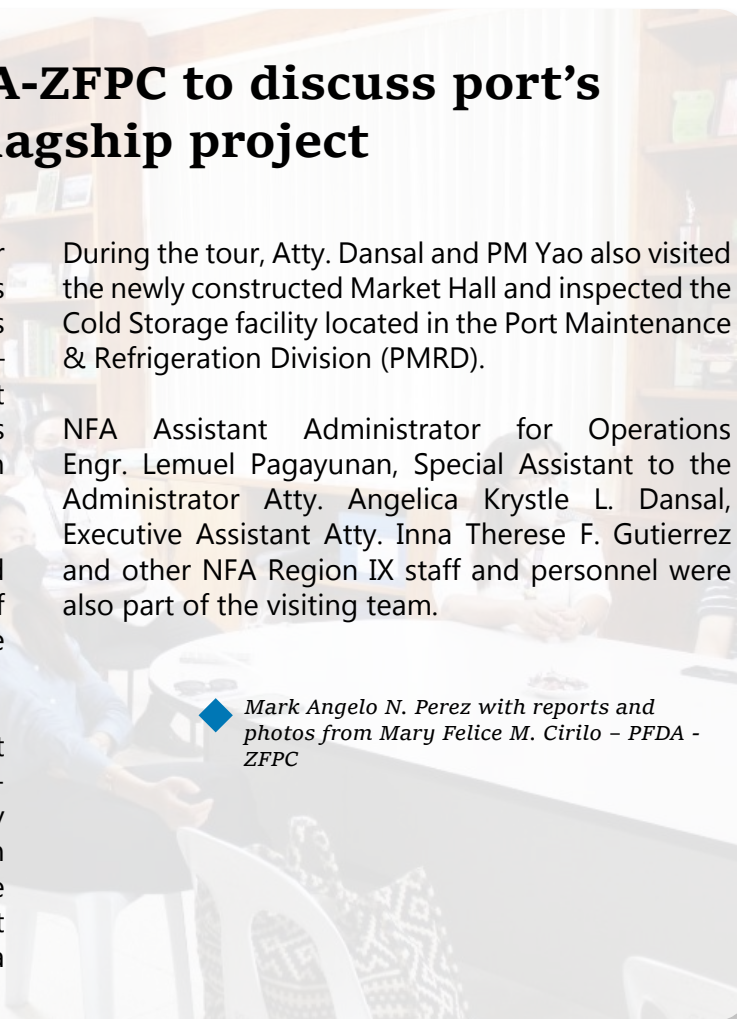 to discuss port's
project
During the tour, Atty. Dansal and PM Yao also visited
the newly constructed Market Hall and inspected the
Cold Storage facility located in the Port Maintenance
& Refrigeration Division (PMRD).
NFA Assistant Administrator for Operations
Engr. Lemuel Pagayunan, Special Assistant to the
Administrator Atty. Angelica Krystle L. Dansal,
Executive Assistant Atty. Inna Therese F. Gutierrez
and other NFA Region IX staff and personnel were
also part of the visiting team.
Mark Angelo N. Perez with reports and
photos from Mary Felice M. Cirilo – PFDA -
ZFPC